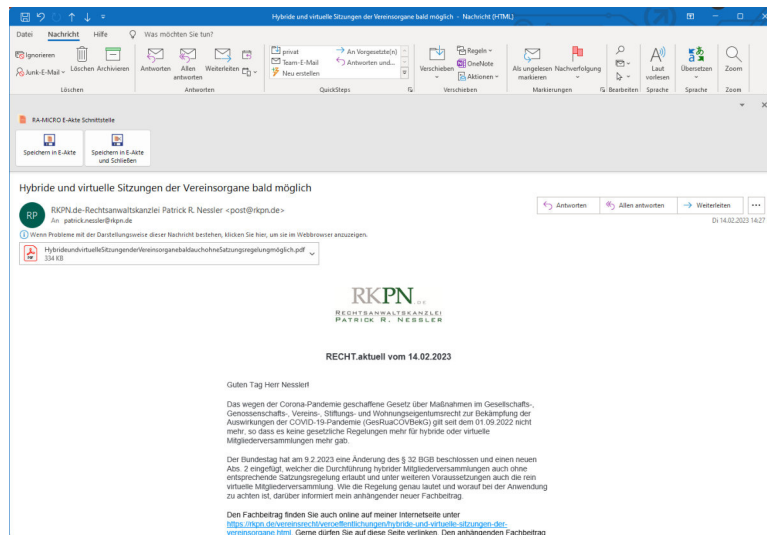 Hybride und virtuelle Sitzungen der Vereinsorgane bald möglich - Nachricht (HTML)
Datei Nachricht Hilfe Was möchten Sie tun?
Ignorieren
Junk-E-Mail
Löschen Archivieren
Antworten Allen antworten Weiterleiten
privat
Team-E-Mail
Neu erstellen
An Vorgesetzte(n)
Antworten und...
Verschieben
Regeln
OneNote
Aktionen
Als ungelesen markieren
Nachverfolgung
Laut vorlesen
Übersetzen
Zoom
Löschen Antworten QuickSteps Verschieben Markierungen Bearbeiten Sprache Sprache Zoom
RA-MICRO E-Akte Schnittstelle
Speichern in E-Akte
Speichern in E-Akte und Schließen
Hybride und virtuelle Sitzungen der Vereinsorgane bald möglich
RP
RKPN.de-Rechtsanwaltskanzlei Patrick R. Nessler <post@rkpn.de>
An patrick.nessler@rkpn.de
Antworten Allen antworten Weiterleiten
Di 14.02.2023 14:27
Wenn Probleme mit der Darstellungsweise dieser Nachricht bestehen, klicken Sie hier, um sie im Webbrowser anzuzeigen.
HybrideundvirtuelleSitzungenderVereinsorganebaldauchohneSatzungsregelungmöglich.pdf
334 KB
RKPN.de
RECHTSANWALTSKANZLEI
PATRICK R. NESSLER
RECHT.aktuell vom 14.02.2023
Guten Tag Herr Nessler!
Das wegen der Corona-Pandemie geschaffene Gesetz über Maßnahmen im Gesellschafts-,
Genossenschafts-, Vereins-, Stiftungs- und Wohnungseigentumsrecht zur Bekämpfung der
Auswirkungen der COVID-19-Pandemie (GesRuaCOVBekG) gilt seit dem 01.09.2022 nicht
mehr, so dass es keine gesetzliche Regelungen mehr für hybride oder virtuelle
Mitgliederversammlungen mehr gab.
Der Bundestag hat am 9.2.2023 eine Änderung des § 32 BGB beschlossen und einen neuen
Abs. 2 eingefügt, welcher die Durchführung hybrider Mitgliederversammlungen auch ohne
entsprechende Satzungsregelung erlaubt und unter weiteren Voraussetzungen auch die rein
virtuelle Mitgliederversammlung. Wie die Regelung genau lautet und worauf bei der Anwendung
zu achten ist, darüber informiert mein anhängender neuer Fachbeitrag.
Den Fachbeitrag finden Sie auch online auf meiner Internetseite unter
https://rkpn.de/vereinsrecht/veroeffentlichungen/hybride-und-virtuelle-sitzungen-der-
vereinsorgane.html. Gerne dürfen Sie auf diese Seite verlinken. Den anhängenden Fachbeitrag